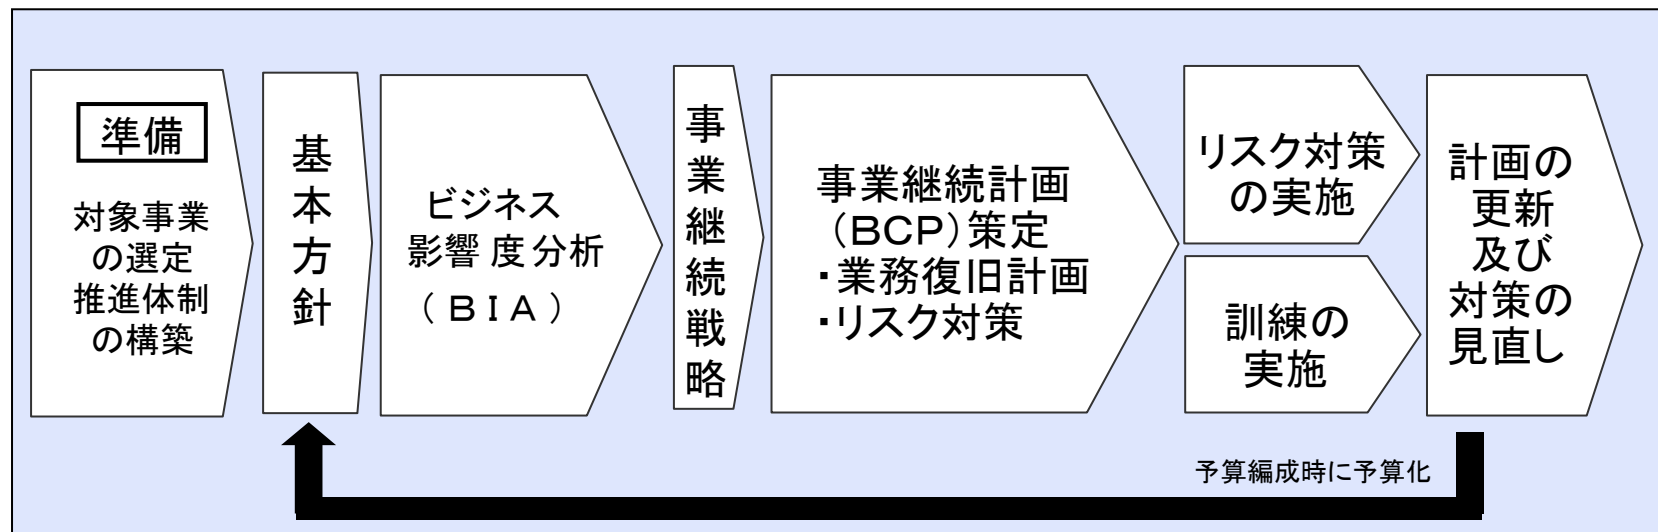 準備
対象事業
の選定
推進体制
の構築
基本方針
ビジネス
影響度分析
(BIA)
事業継続戦略
事業継続計画
(BCP)策定
・業務復旧計画
・リスク対策
リスク対策
の実施
訓練の
実施
計画の
更新
及び
対策の
見直し
予算編成時に予算化